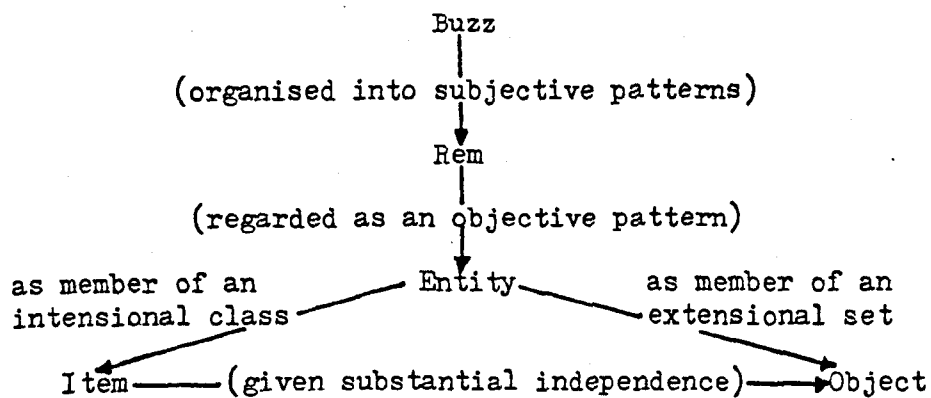 Buzz
(organised into subjective patterns)
Rem
(regarded as an objective pattern)
Entity
as member of an
intensional class
as member of an
extensional set
Item (given substantial independence) Object